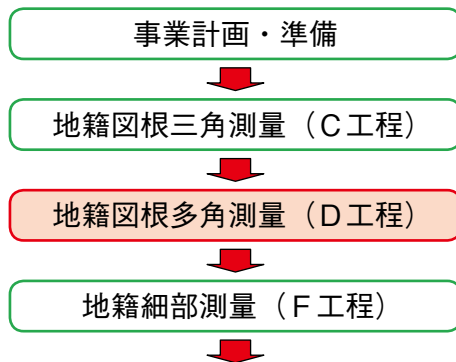 事業計画・準備
地籍図根三角測量（Ｃ工程）
地籍図根多角測量（Ｄ工程）
地籍細部測量（Ｆ工程）